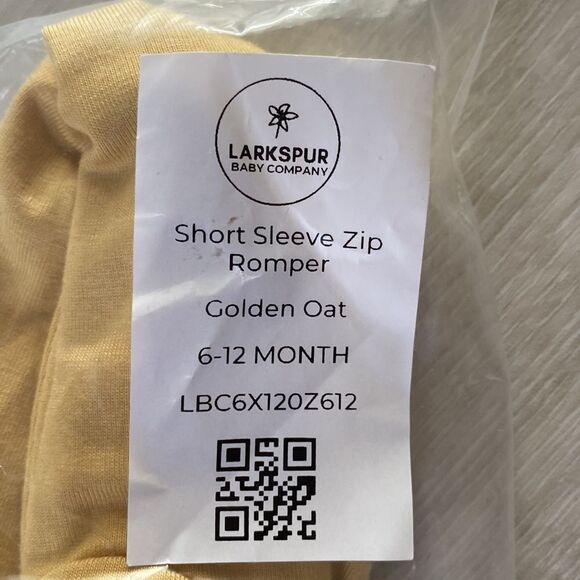 LARKSPUR
BABY COMPANY
Short Sleeve Zip
Romper
Golden Oat
6-12 MONTH
LBC6X120Z612